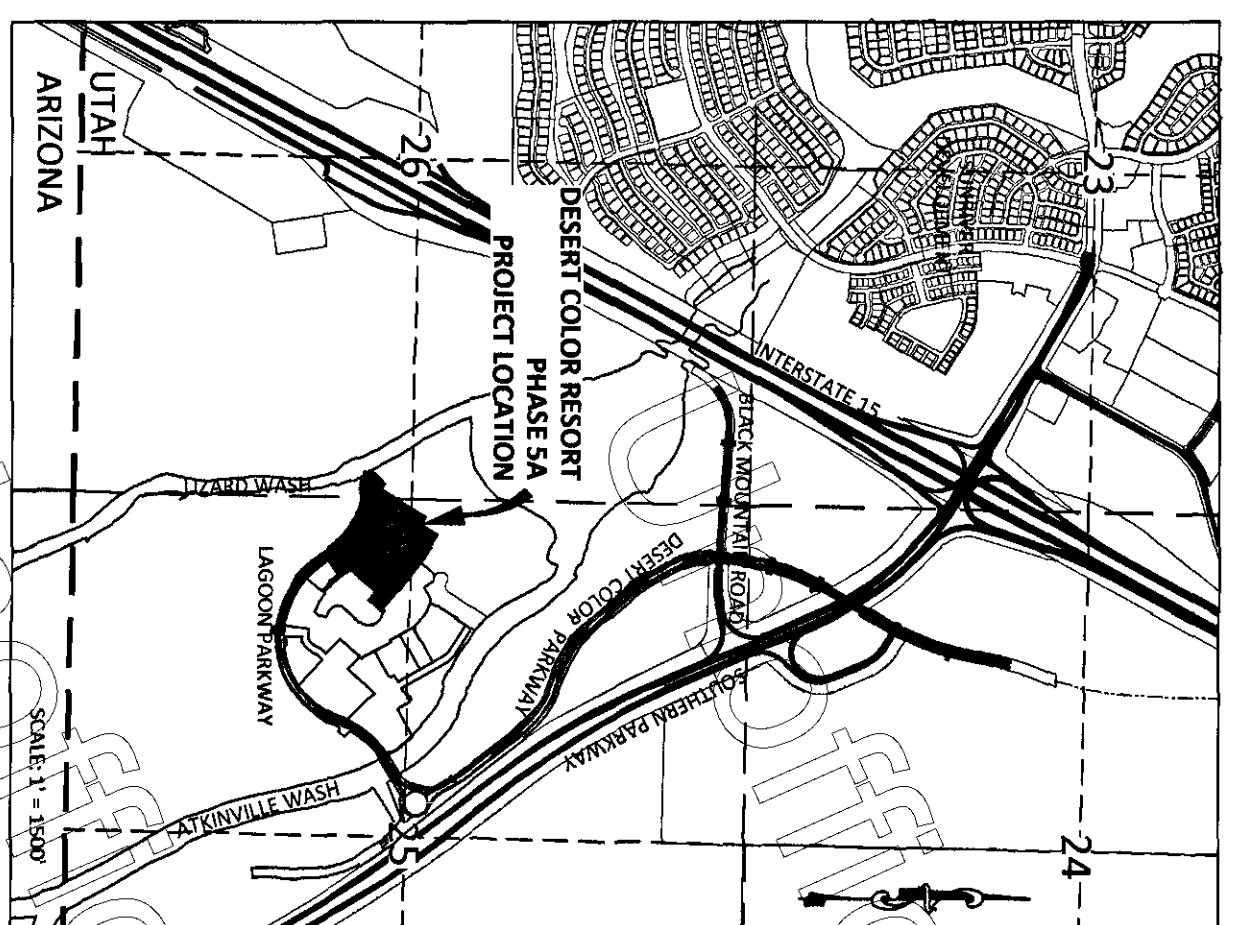 UTAH
ARIZONA
26
23
DESERT COLOR RESORT
PHASE 5A
PROJECT LOCATION
INTERSTATE 15
BLACK MOUNTAIN ROAD
LIZARD WASH
DESERT COLOR PARKWAY
LAGOON PARKWAY
SOUTHERN PARKWAY
ATKINVILLE WASH
25
24
SCALE: 1" = 1500'